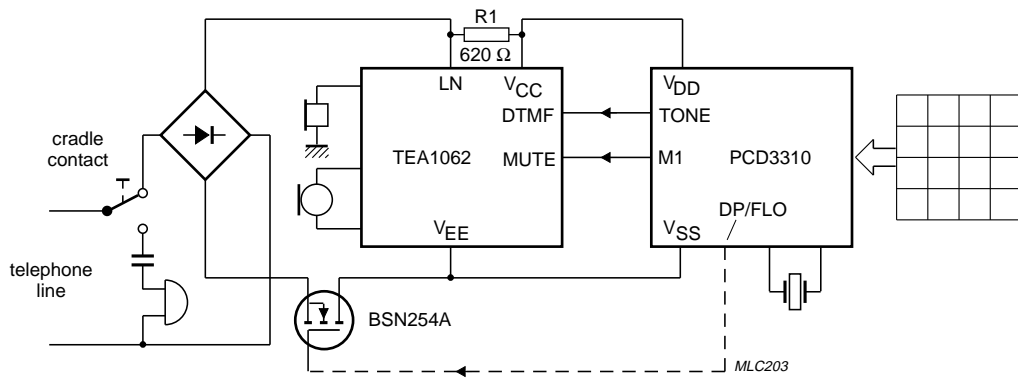 R1
620 Ω
LN
VCC
DTMF
TEA1062
MUTE
VEE
VDD
TONE
M1
PCD3310
DP/FLO
VSS
cradle
contact
telephone
line
BSN254A
MLC203